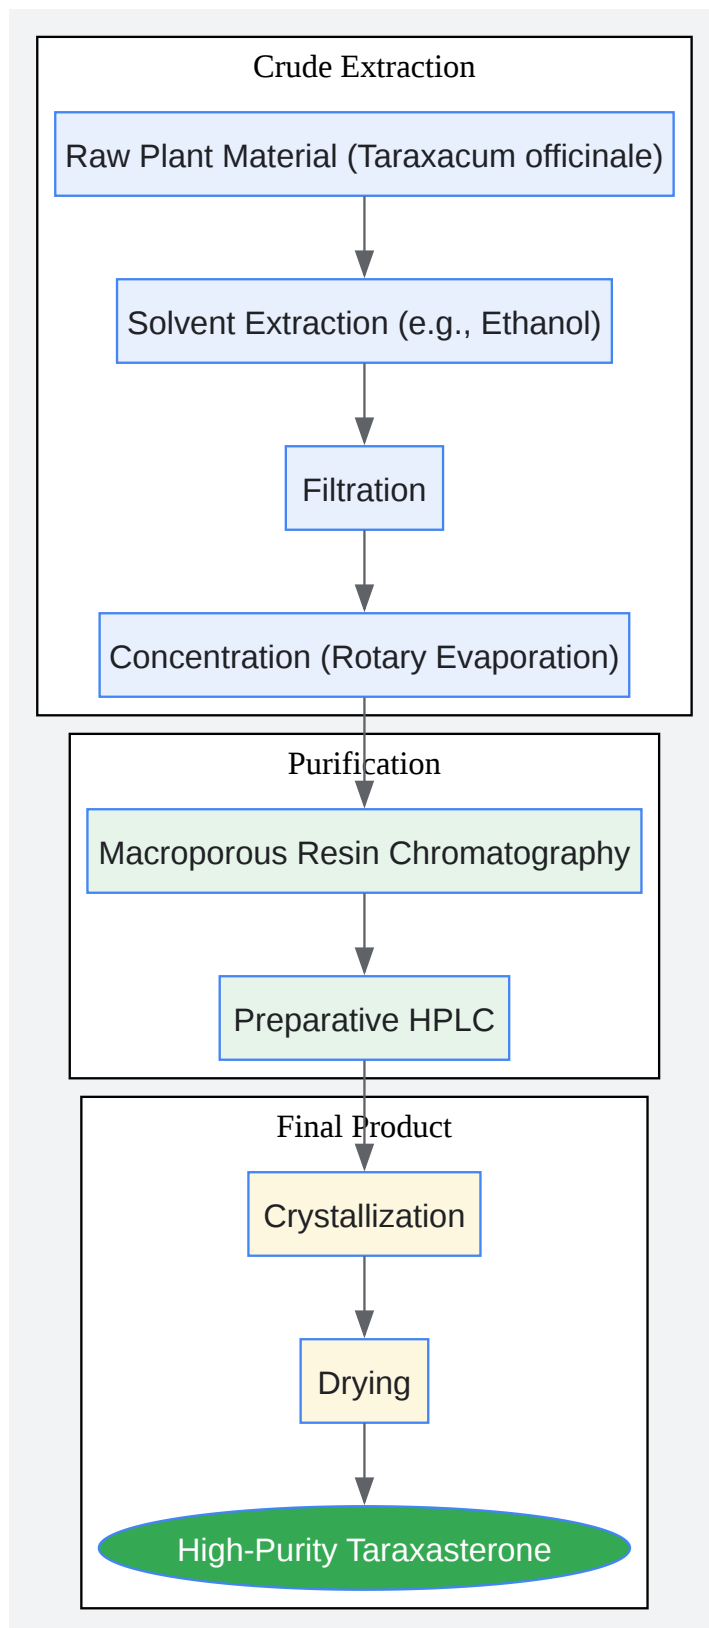 Crude Extraction
Raw Plant Material (Taraxacum officinale)
Solvent Extraction (e.g., Ethanol)
Filtration
Concentration (Rotary Evaporation)
Purification
Macroporous Resin Chromatography
Preparative HPLC
Final Product
Crystallization
Drying
High-Purity Taraxasterone